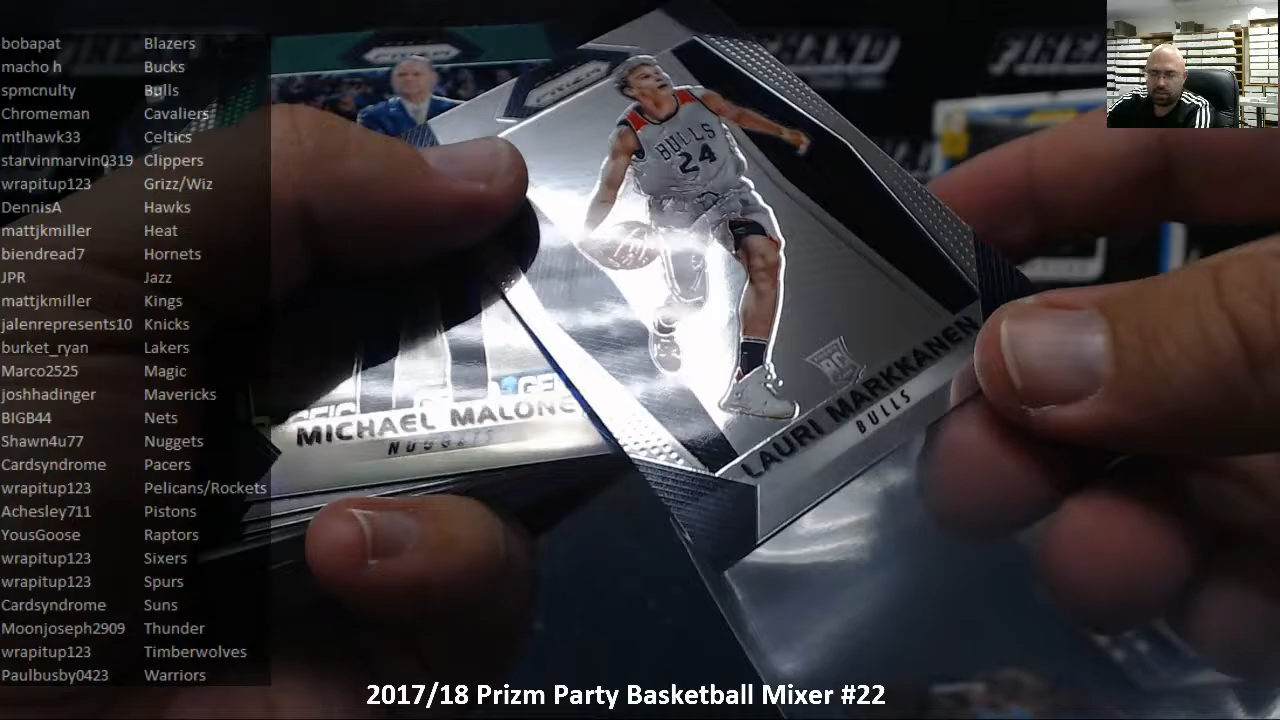 bobapat Blazers
macho h Bucks
spmcnulty Bulls
Chromeman Cavaliers
mtlhawk33 Celtics
starvinmarvin0319 Clippers
wrapitup123 Grizz/Wiz
DennisA Hawks
mattjkmiller Heat
biendread7 Hornets
JPR Jazz
mattjkmiller Kings
jalenrepresents10 Knicks
burket_ryan Lakers
Marco2525 Magic
joshhadinger Mavericks
BIGB44 Nets
Shawn4u77 Nuggets
Cardsyndrome Pacers
wrapitup123 Pelicans/Rockets
Achesley711 Pistons
YousGoose Raptors
wrapitup123 Sixers
wrapitup123 Spurs
Cardsyndrome Suns
Moonjoseph2909 Thunder
wrapitup123 Timberwolves
Paulbusby0423 Warriors
PRIZM
PRIZM
BULLS
24
RC
LAURI MARKKANEN
BULLS
MICHAEL MALONE
NUGGETS
2017/18 Prizm Party Basketball Mixer #22